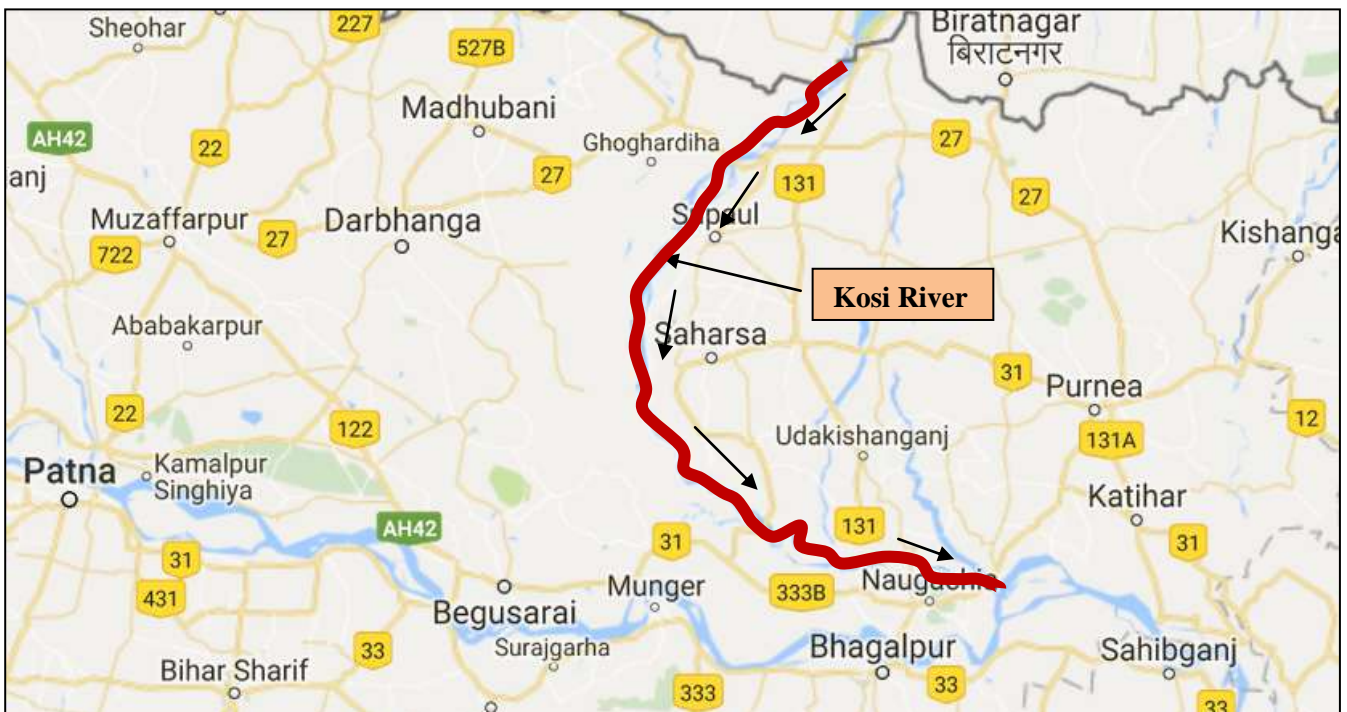 Sheohar
227
Biratnagar
बिराटनगर
527B
Madhubani
AH42
22
Ghoghardiha
27
anj
27
131
27
Muzaffarpur
Darbhanga
Supaul
722
27
Kishanga
Kosi River
Ababakarpur
Saharsa
31
Purnea
22
122
12
Udakishanganj
131A
Patna
Kamalpur
Singhiya
Katihar
AH42
131
31
31
31
Naugachia
431
Munger
333B
Begusarai
Surajgarha
Bhagalpur
Sahibganj
33
Bihar Sharif
333
33
33